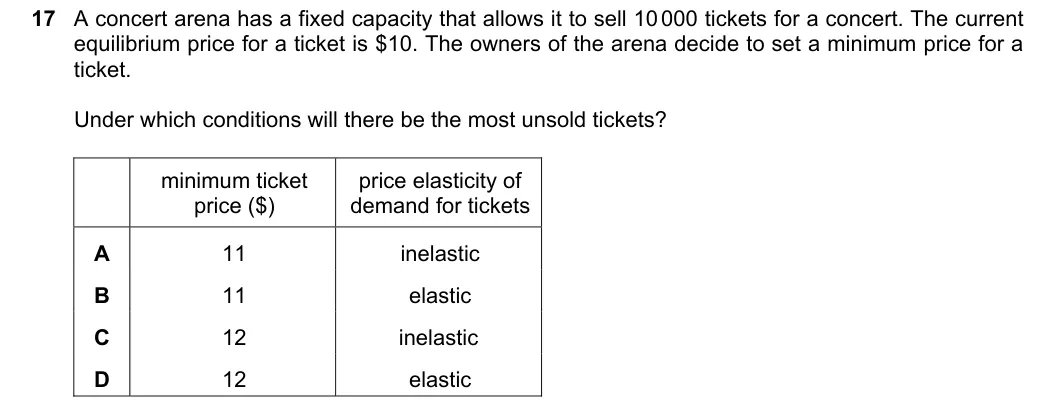 17 A concert arena has a fixed capacity that allows it to sell 10 000 tickets for a concert. The current
equilibrium price for a ticket is $10. The owners of the arena decide to set a minimum price for a
ticket.
Under which conditions will there be the most unsold tickets?
minimum ticket price ($) price elasticity of demand for tickets
A 11 inelastic
B 11 elastic
C 12 inelastic
D 12 elastic